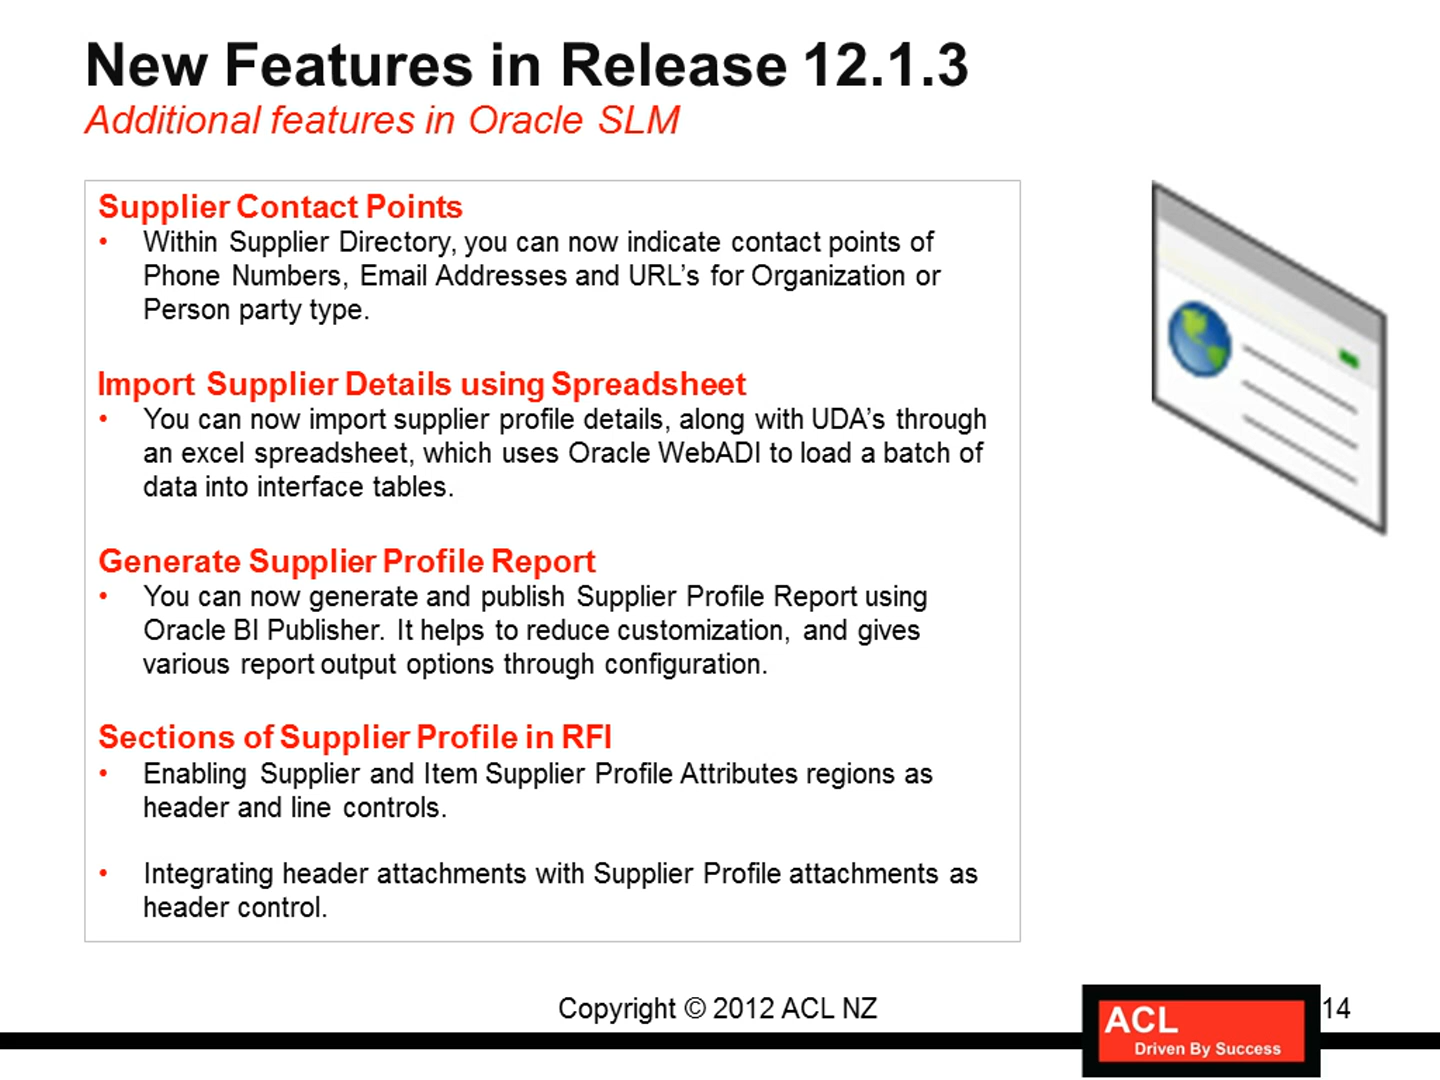 New Features in Release 12.1.3
Additional features in Oracle SLM
Supplier Contact Points
• Within Supplier Directory, you can now indicate contact points of
Phone Numbers, Email Addresses and URL’s for Organization or
Person party type.
Import Supplier Details using Spreadsheet
• You can now import supplier profile details, along with UDA’s through
an excel spreadsheet, which uses Oracle WebADI to load a batch of
data into interface tables.
Generate Supplier Profile Report
• You can now generate and publish Supplier Profile Report using
Oracle BI Publisher. It helps to reduce customization, and gives
various report output options through configuration.
Sections of Supplier Profile in RFI
• Enabling Supplier and Item Supplier Profile Attributes regions as
header and line controls.
• Integrating header attachments with Supplier Profile attachments as
header control.
Copyright © 2012 ACL NZ
ACL
Driven By Success
14